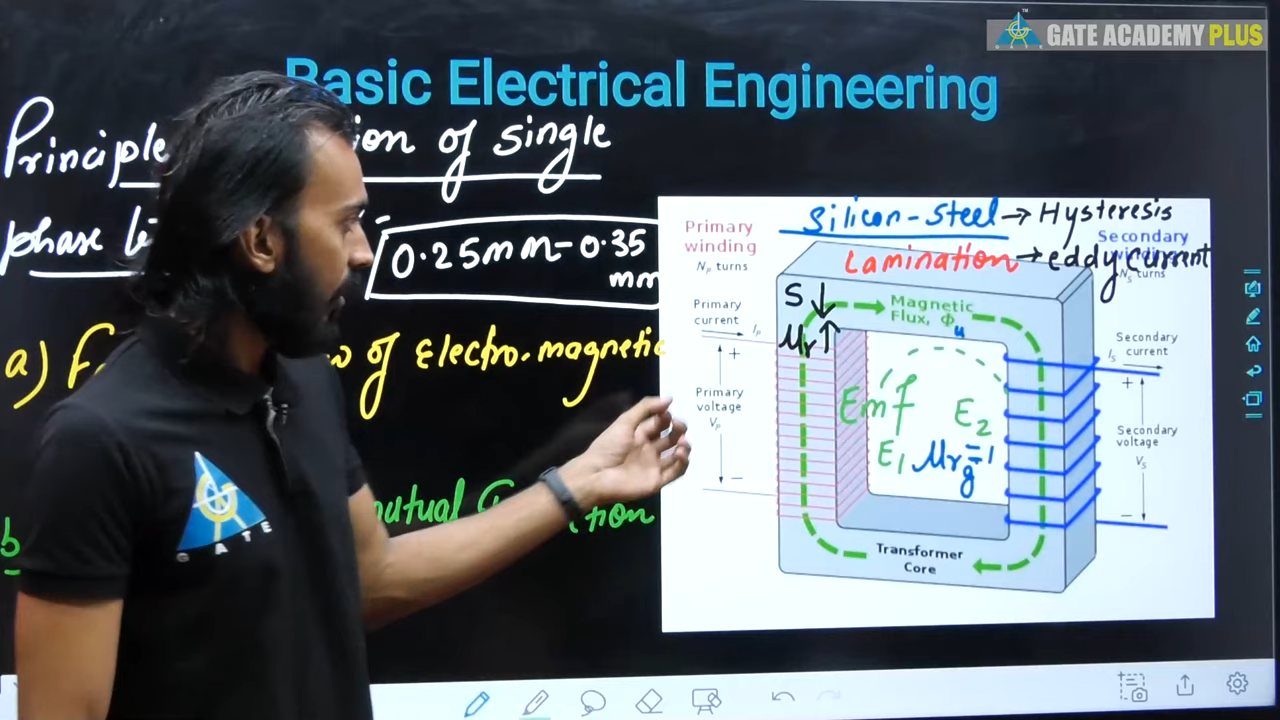 GATE ACADEMY PLUS
Basic Electrical Engineering
Principle ion of single
phase
0.25mm-0.35
mm
a) of electro.magnetic
b mutual
Silicon-Steel → Hysteresis
Lamination → eddy current
Primary
winding
Np turns
Secondary
Ns turns
S↓
μr↑
Magnetic
Flux, Φ
Primary
current
Ip
+
Primary
voltage
Vp
−
Emf
E1
E2
μrg=1
Secondary
current
Is
+
Secondary
voltage
Vs
−
Transformer
Core
GATE